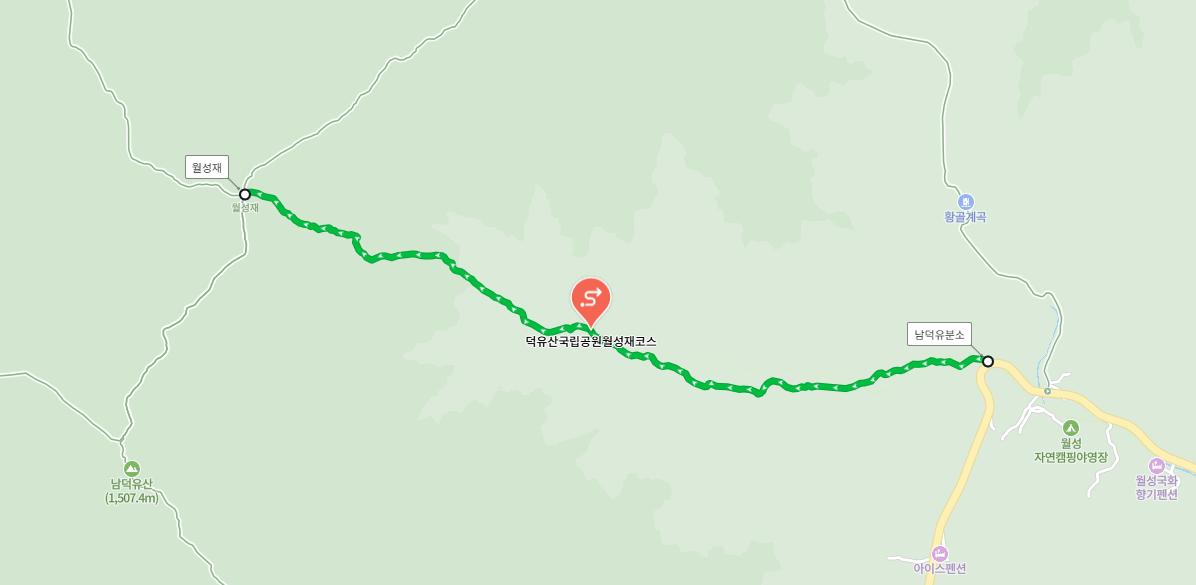 월성재
월성재
황골계곡
남덕유분소
덕유산국립공원월성재코스
월성
자연캠핑야영장
남덕유산
(1,507.4m)
월성국화
향기펜션
아이스펜션